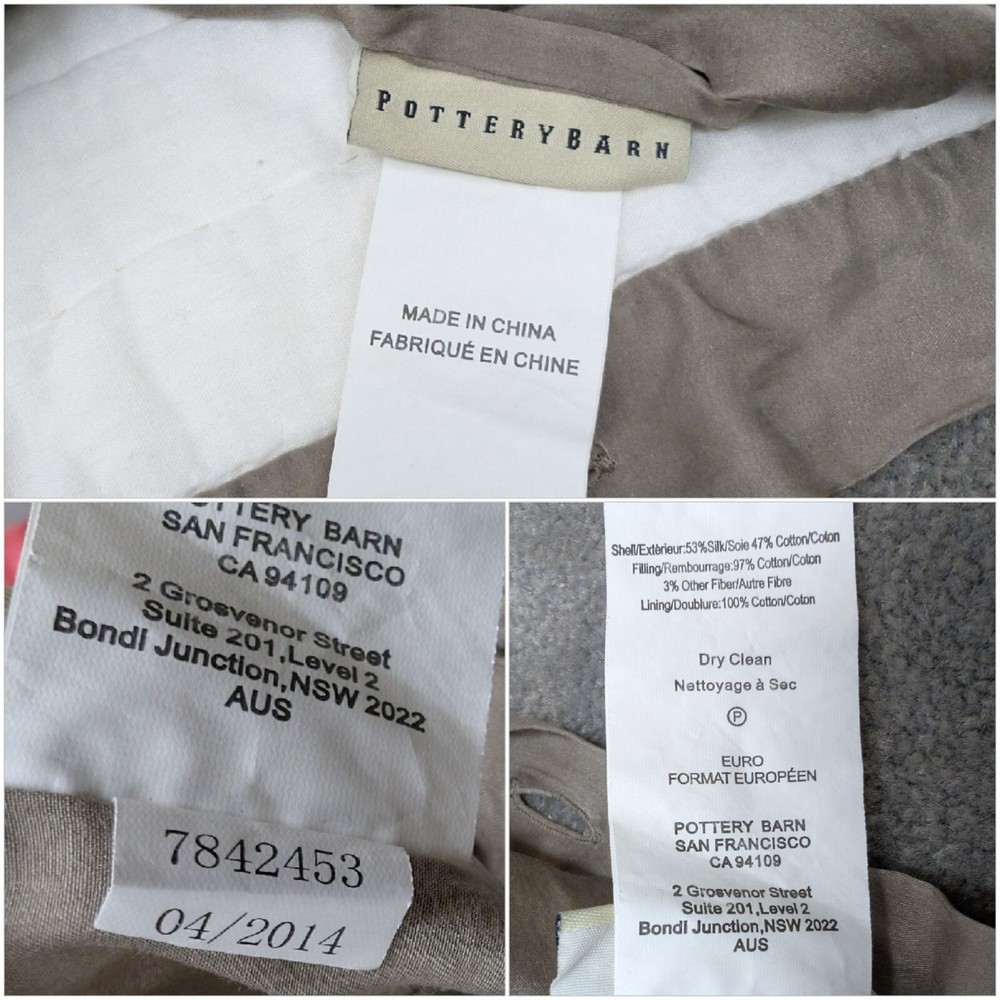 POTTERYBARN
MADE IN CHINA
FABRIQUÉ EN CHINE
POTTERY BARN
SAN FRANCISCO
CA 94109
2 Grosvenor Street
Suite 201,Level 2
Bondi Junction,NSW 2022
AUS
7842453
04/2014
Shell/Extèrieur:53%Silk/Soie 47% Cotton/Coton
Filling/Rembourrage:97% Cotton/Coton
3% Other Fiber/Autre Fibre
Lining/Doublure:100% Cotton/Coton
Dry Clean
Nettoyage à Sec
P
EURO
FORMAT EUROPÉEN
POTTERY BARN
SAN FRANCISCO
CA 94109
2 Grosvenor Street
Suite 201,Level 2
Bondi Junction,NSW 2022
AUS